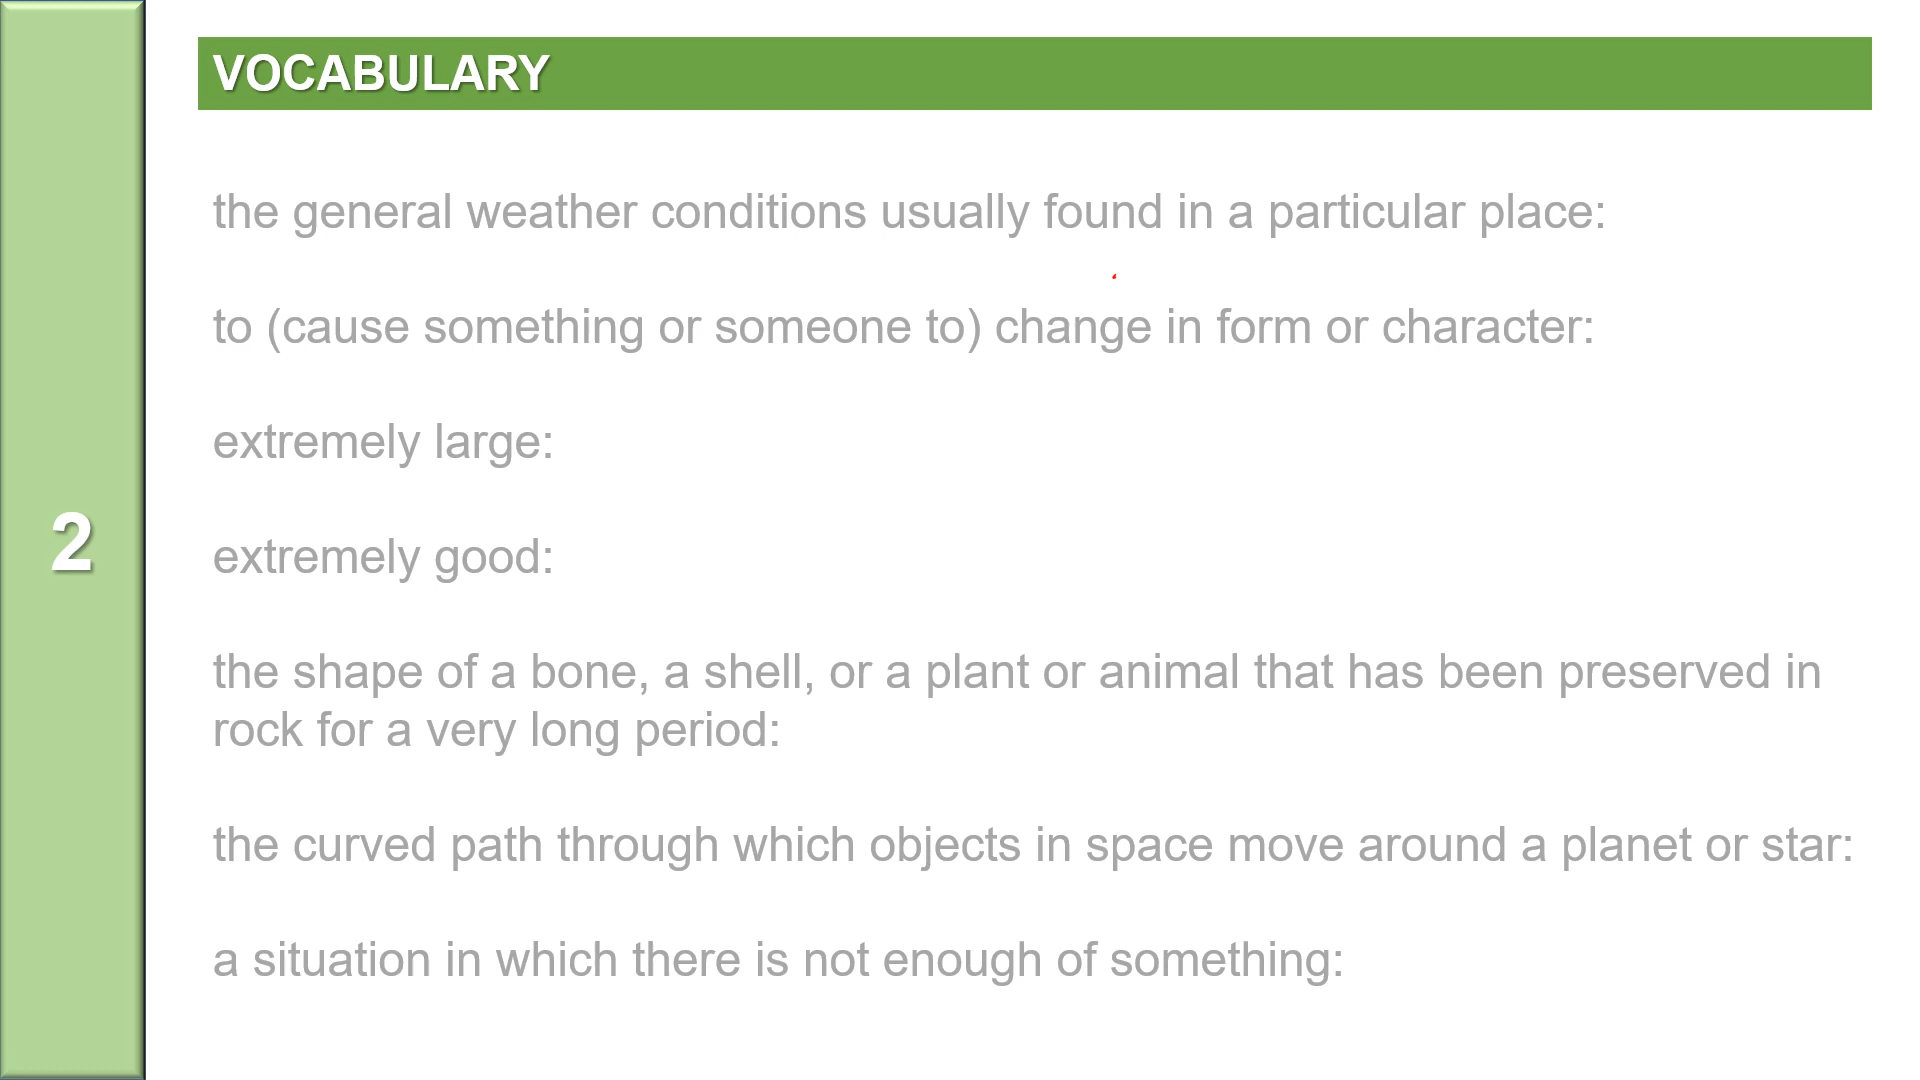 VOCABULARY
the general weather conditions usually found in a particular place:
to (cause something or someone to) change in form or character:
extremely large:
2
extremely good:
the shape of a bone, a shell, or a plant or animal that has been preserved in
rock for a very long period:
the curved path through which objects in space move around a planet or star:
a situation in which there is not enough of something: